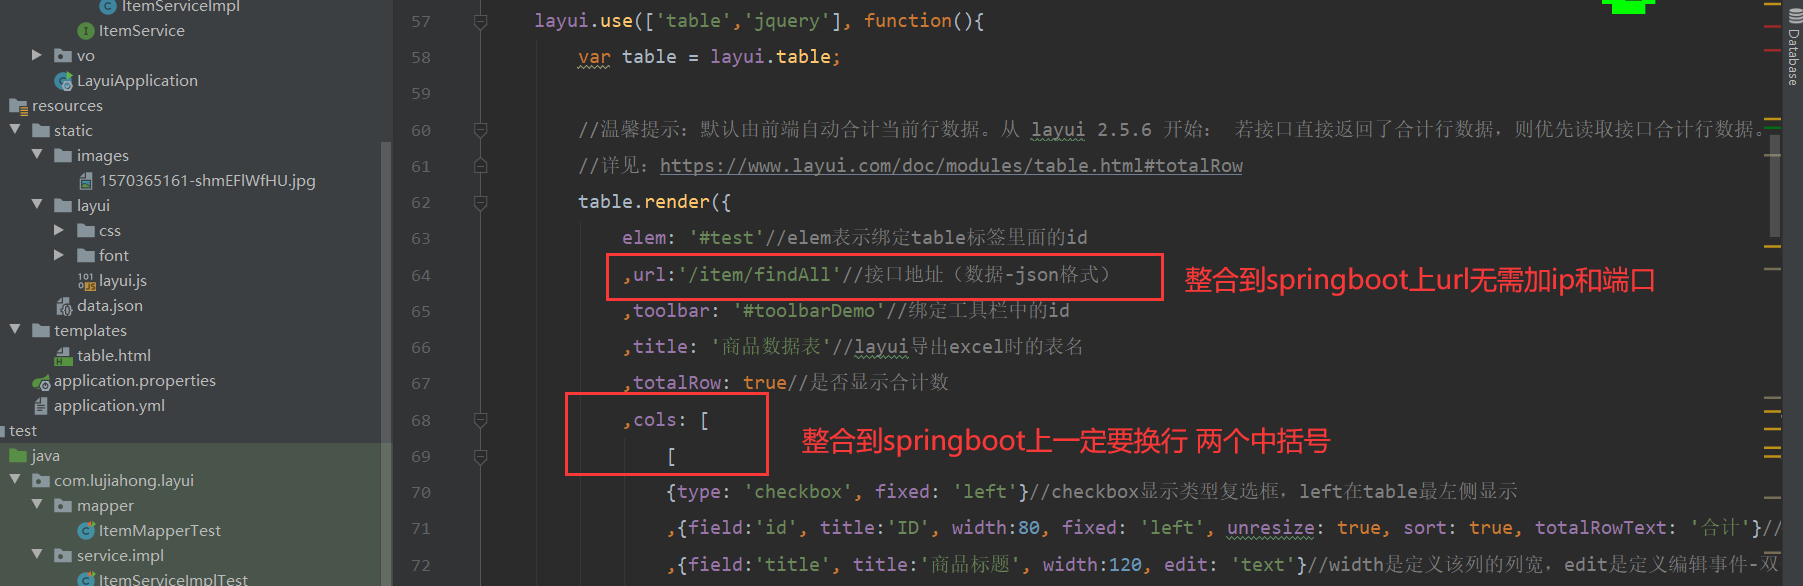 ItemServiceImpl
ItemService
vo
LayuiApplication
resources
static
images
1570365161-shmEFlWfHU.jpg
layui
css
font
layui.js
data.json
templates
table.html
application.properties
application.yml
test
java
com.lujiahong.layui
mapper
ItemMapperTest
service.impl
ItemServiceImplTest
57 layui.use(['table','jquery'], function(){
58 var table = layui.table;
59
60 //温馨提示：默认由前端自动合计当前行数据。从 layui 2.5.6 开始： 若接口直接返回了合计行数据，则优先读取接口合计行数据。
61 //详见：https://www.layui.com/doc/modules/table.html#totalRow
62 table.render({
63 elem: '#test'//elem表示绑定table标签里面的id
64 ,url:'/item/findAll'//接口地址（数据-json格式）
整合到springboot上url无需加ip和端口
65 ,toolbar: '#toolbarDemo'//绑定工具栏中的id
66 ,title: '商品数据表'//layui导出excel时的表名
67 ,totalRow: true//是否显示合计数
68 ,cols: [
整合到springboot上一定要换行 两个中括号
69 [
70 {type: 'checkbox', fixed: 'left'}//checkbox显示类型复选框，left在table最左侧显示
71 ,{field:'id', title:'ID', width:80, fixed: 'left', unresize: true, sort: true, totalRowText: '合计'}//
72 ,{field:'title', title:'商品标题', width:120, edit: 'text'}//width是定义该列的列宽，edit是定义编辑事件-双
Database